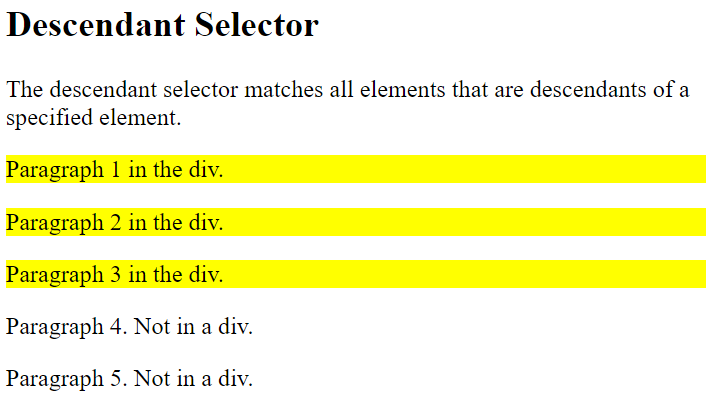 Descendant Selector
The descendant selector matches all elements that are descendants of a
specified element.
Paragraph 1 in the div.
Paragraph 2 in the div.
Paragraph 3 in the div.
Paragraph 4. Not in a div.
Paragraph 5. Not in a div.